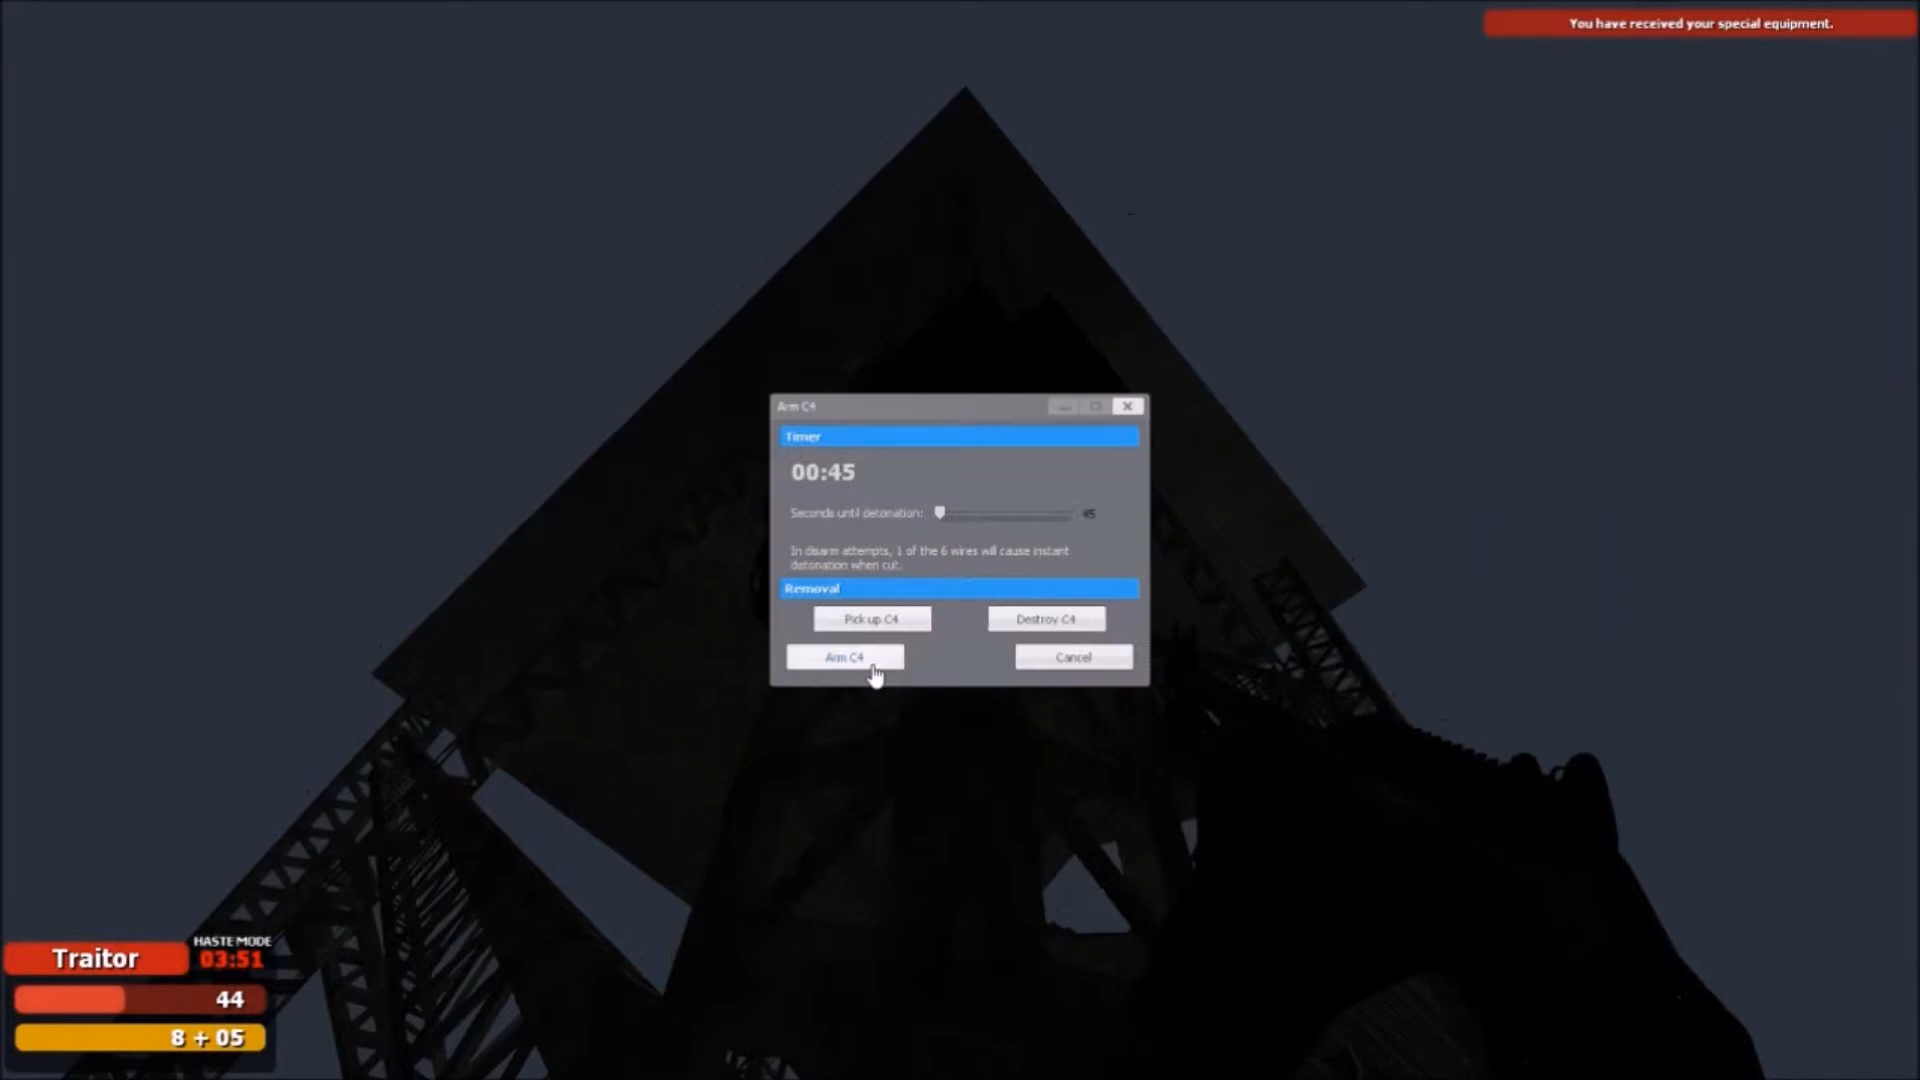 You have received your special equipment.
Arm C4
Timer
00:45
Seconds until detonation: 45
In disarm attempts, 1 of the 6 wires will cause instant
detonation when cut.
Removal
Pick up C4
Destroy C4
Arm C4
Cancel
HASTE MODE
Traitor
03:51
44
8 + 05